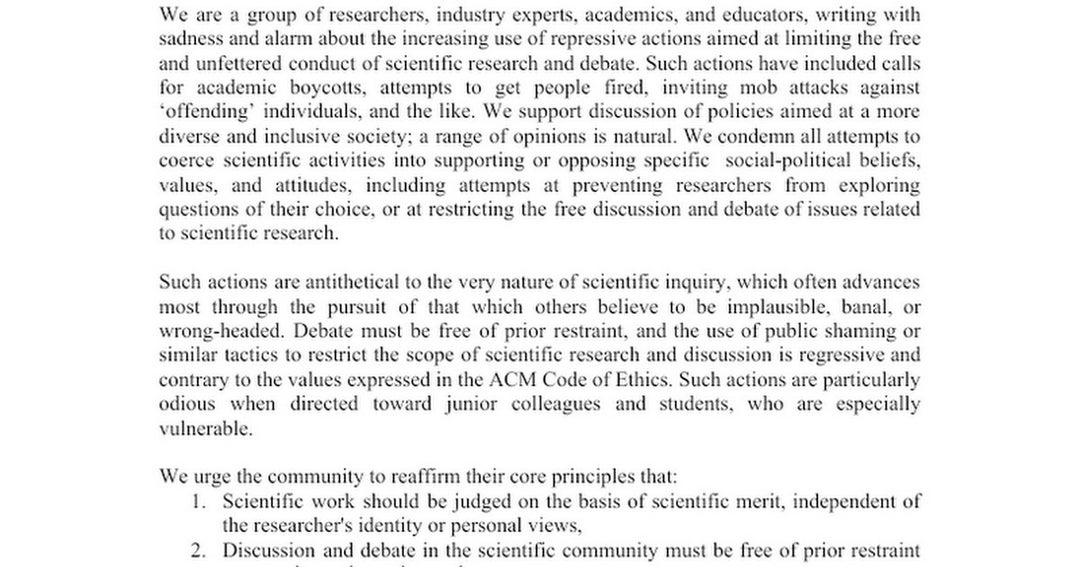 We are a group of researchers, industry experts, academics, and educators, writing with
sadness and alarm about the increasing use of repressive actions aimed at limiting the free
and unfettered conduct of scientific research and debate. Such actions have included calls
for academic boycotts, attempts to get people fired, inviting mob attacks against
‘offending’ individuals, and the like. We support discussion of policies aimed at a more
diverse and inclusive society; a range of opinions is natural. We condemn all attempts to
coerce scientific activities into supporting or opposing specific social-political beliefs,
values, and attitudes, including attempts at preventing researchers from exploring
questions of their choice, or at restricting the free discussion and debate of issues related
to scientific research.
Such actions are antithetical to the very nature of scientific inquiry, which often advances
most through the pursuit of that which others believe to be implausible, banal, or
wrong-headed. Debate must be free of prior restraint, and the use of public shaming or
similar tactics to restrict the scope of scientific research and discussion is regressive and
contrary to the values expressed in the ACM Code of Ethics. Such actions are particularly
odious when directed toward junior colleagues and students, who are especially
vulnerable.
We urge the community to reaffirm their core principles that:
1. Scientific work should be judged on the basis of scientific merit, independent of
the researcher's identity or personal views,
2. Discussion and debate in the scientific community must be free of prior restraint